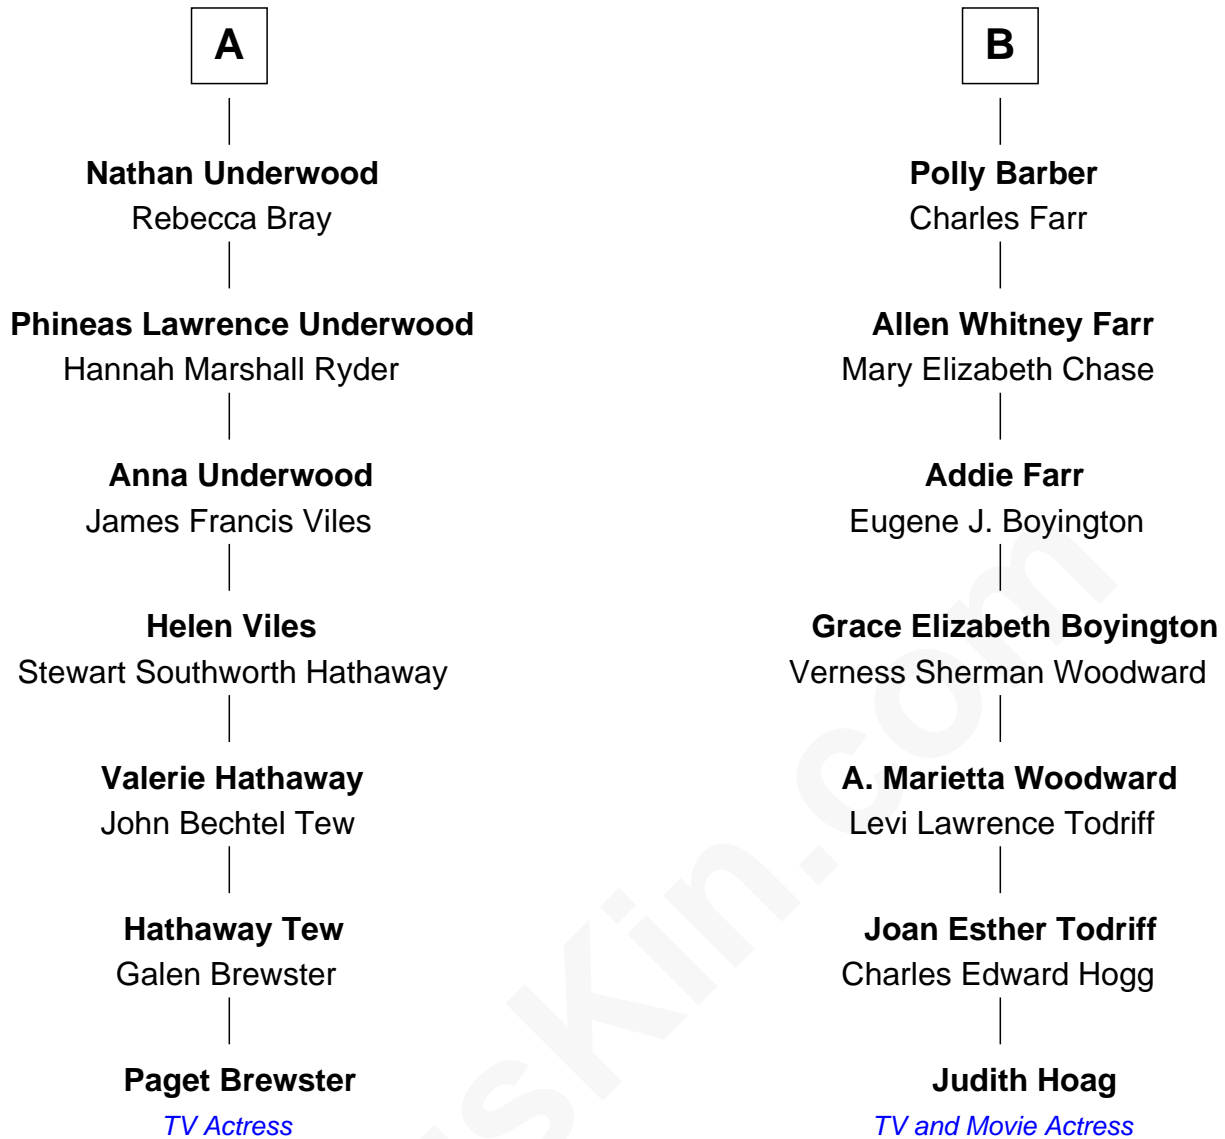 A
Nathan Underwood
Rebecca Bray
Phineas Lawrence Underwood
Hannah Marshall Ryder
Anna Underwood
James Francis Viles
Helen Viles
Stewart Southworth Hathaway
Valerie Hathaway
John Bechtel Tew
Hathaway Tew
Galen Brewster
Paget Brewster
TV Actress
B
Polly Barber
Charles Farr
Allen Whitney Farr
Mary Elizabeth Chase
Addie Farr
Eugene J. Boyington
Grace Elizabeth Boyington
Verness Sherman Woodward
A. Marietta Woodward
Levi Lawrence Todriff
Joan Esther Todriff
Charles Edward Hogg
Judith Hoag
TV and Movie Actress
sKin.com